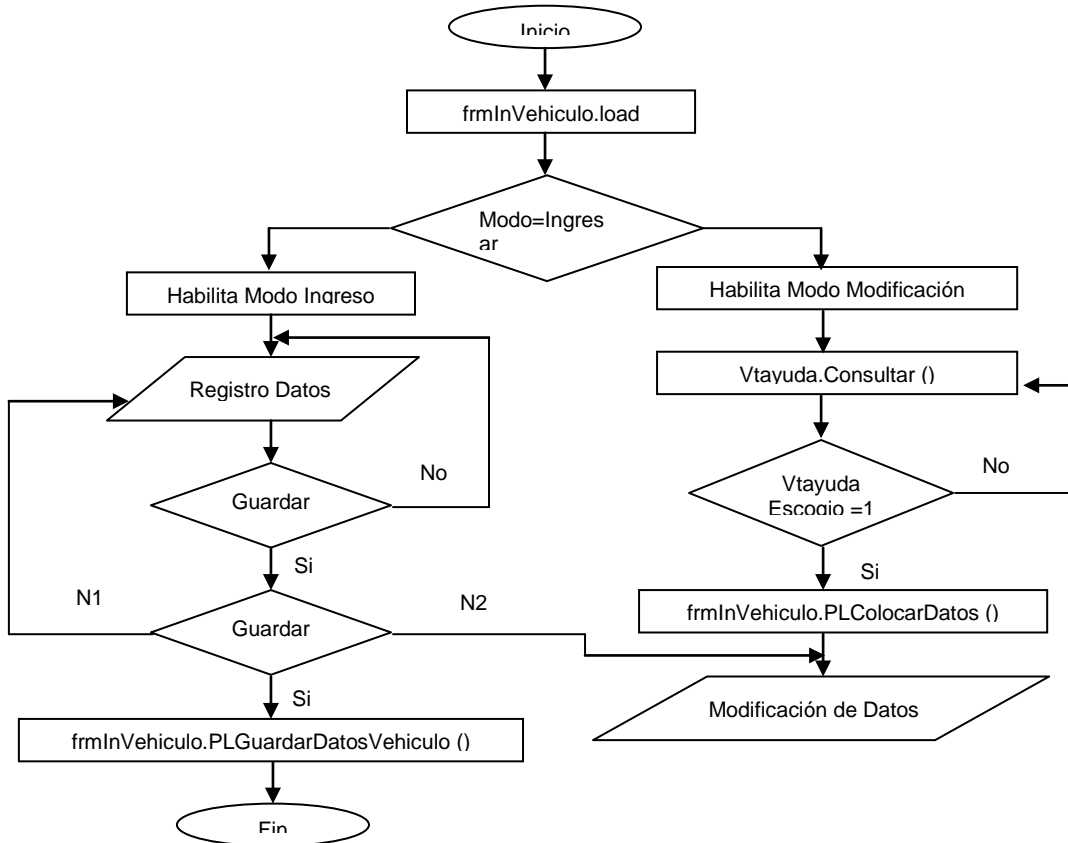 Inicio
frmInVehiculo.load
Modo=Ingres
ar
Habilita Modo Ingreso
Habilita Modo Modificación
Registro Datos
Vtayuda.Consultar ()
No
Guardar
Vtayuda
Escogio =1
No
Si
Si
N1
N2
Guardar
frmInVehiculo.PLColocarDatos ()
Si
Modificación de Datos
frmInVehiculo.PLGuardarDatosVehiculo ()
Fin